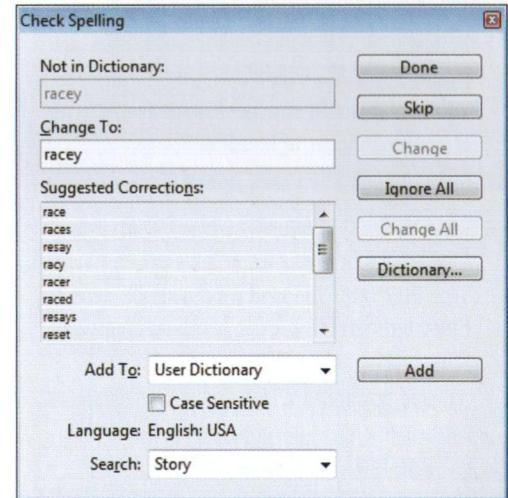 Check Spelling
Not in Dictionary:
racey
Change To:
racey
Suggested Corrections:
race
races
resay
racy
racer
raced
resays
reset
Done
Skip
Change
Ignore All
Change All
Dictionary...
Add To: User Dictionary
Add
Case Sensitive
Language: English: USA
Search: Story